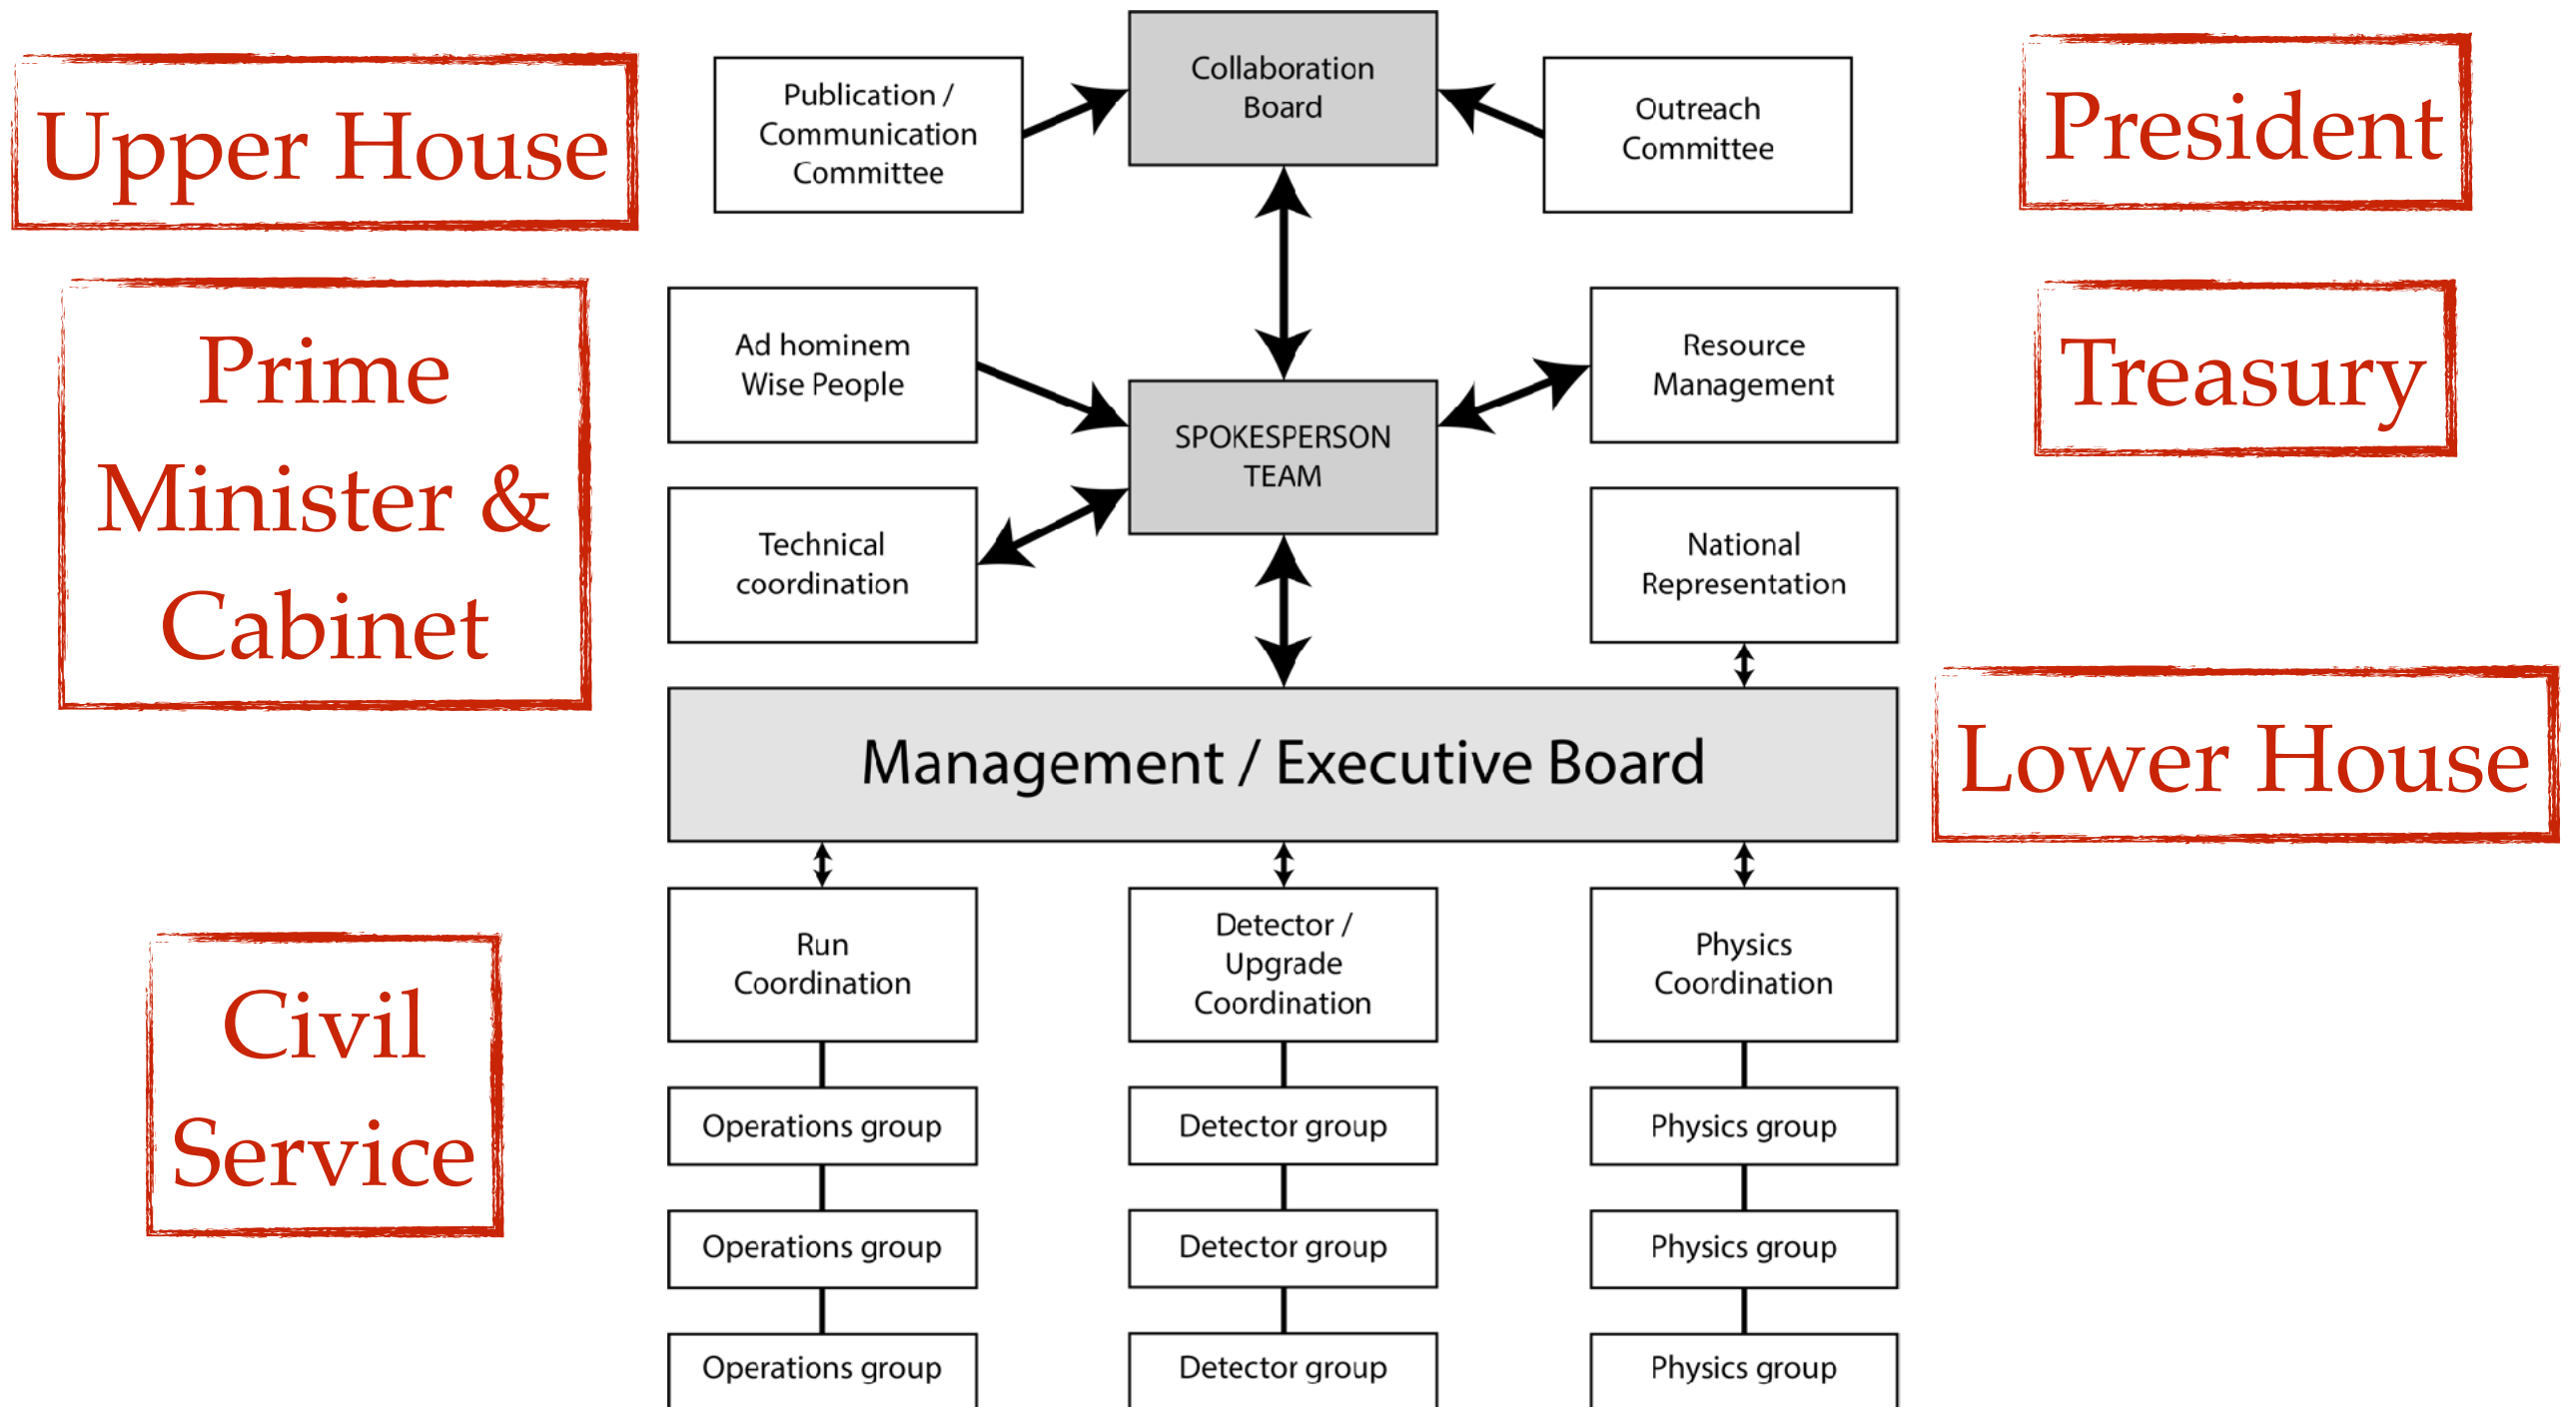 Upper House
Publication /
Communication
Committee
Collaboration
Board
Outreach
Committee
President
Prime
Minister &
Cabinet
Ad hominem
Wise People
SPOKESPERSON
TEAM
Resource
Management
Treasury
Technical
coordination
National
Representation
Management / Executive Board
Lower House
Civil
Service
Run
Coordination
Detector /
Upgrade
Coordination
Physics
Coordination
Operations group
Detector group
Physics group
Operations group
Detector group
Physics group
Operations group
Detector group
Physics group